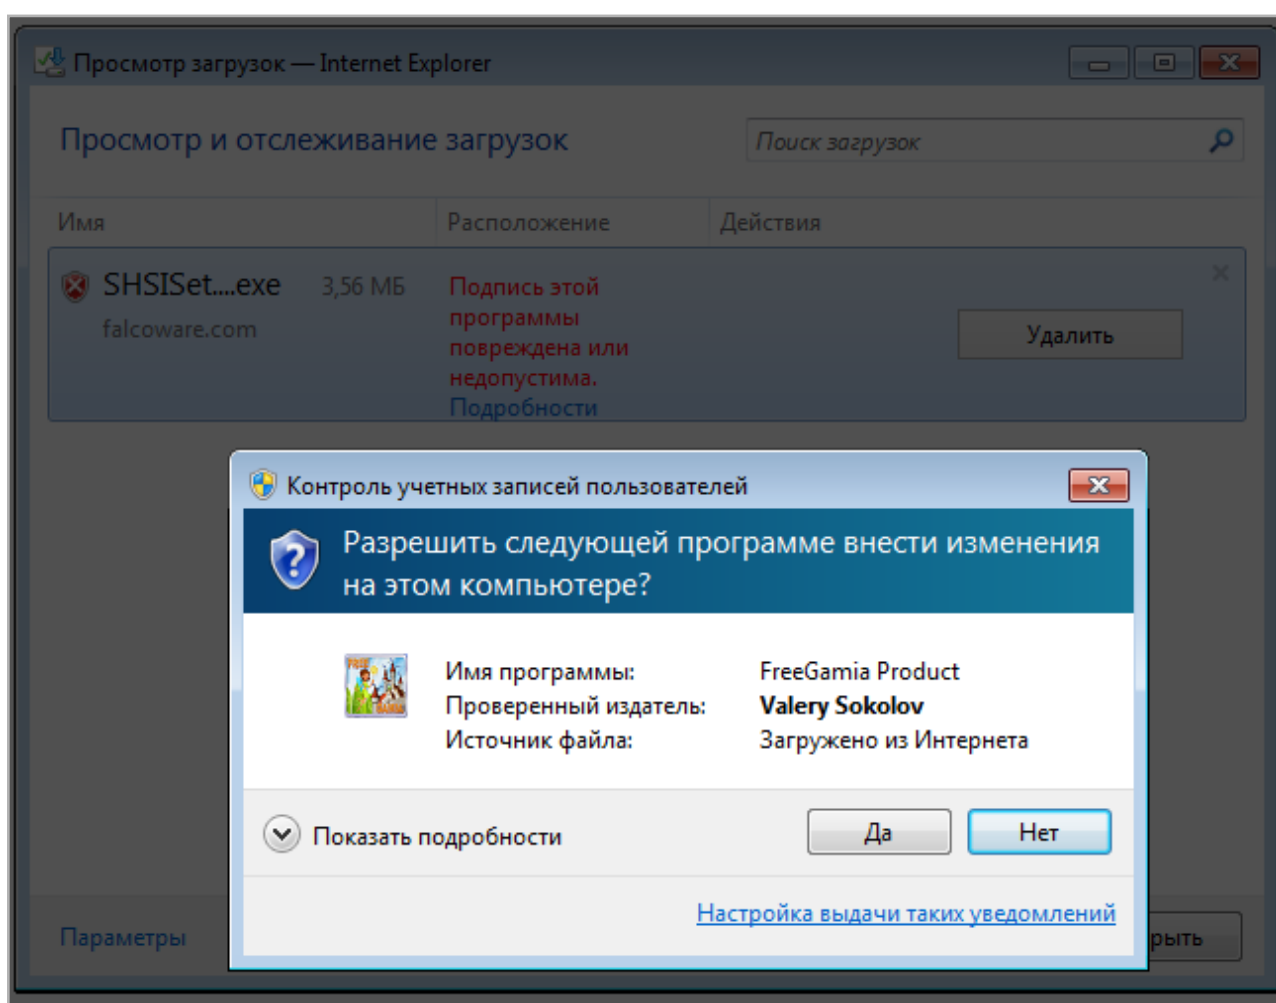 Просмотр загрузок — Internet Explorer
Просмотр и отслеживание загрузок
Поиск загрузок
Имя Расположение Действия
SHSISet....exe 3,56 МБ
falcoware.com
Подпись этой
программы
повреждена или
недопустима.
Подробности
Удалить
Контроль учетных записей пользователей
Разрешить следующей программе внести изменения
на этом компьютере?
FREE
Имя программы: FreeGamia Product
Проверенный издатель: Valery Sokolov
Источник файла: Загружено из Интернета
Показать подробности
Да Нет
Настройка выдачи таких уведомлений
Параметры
рыть